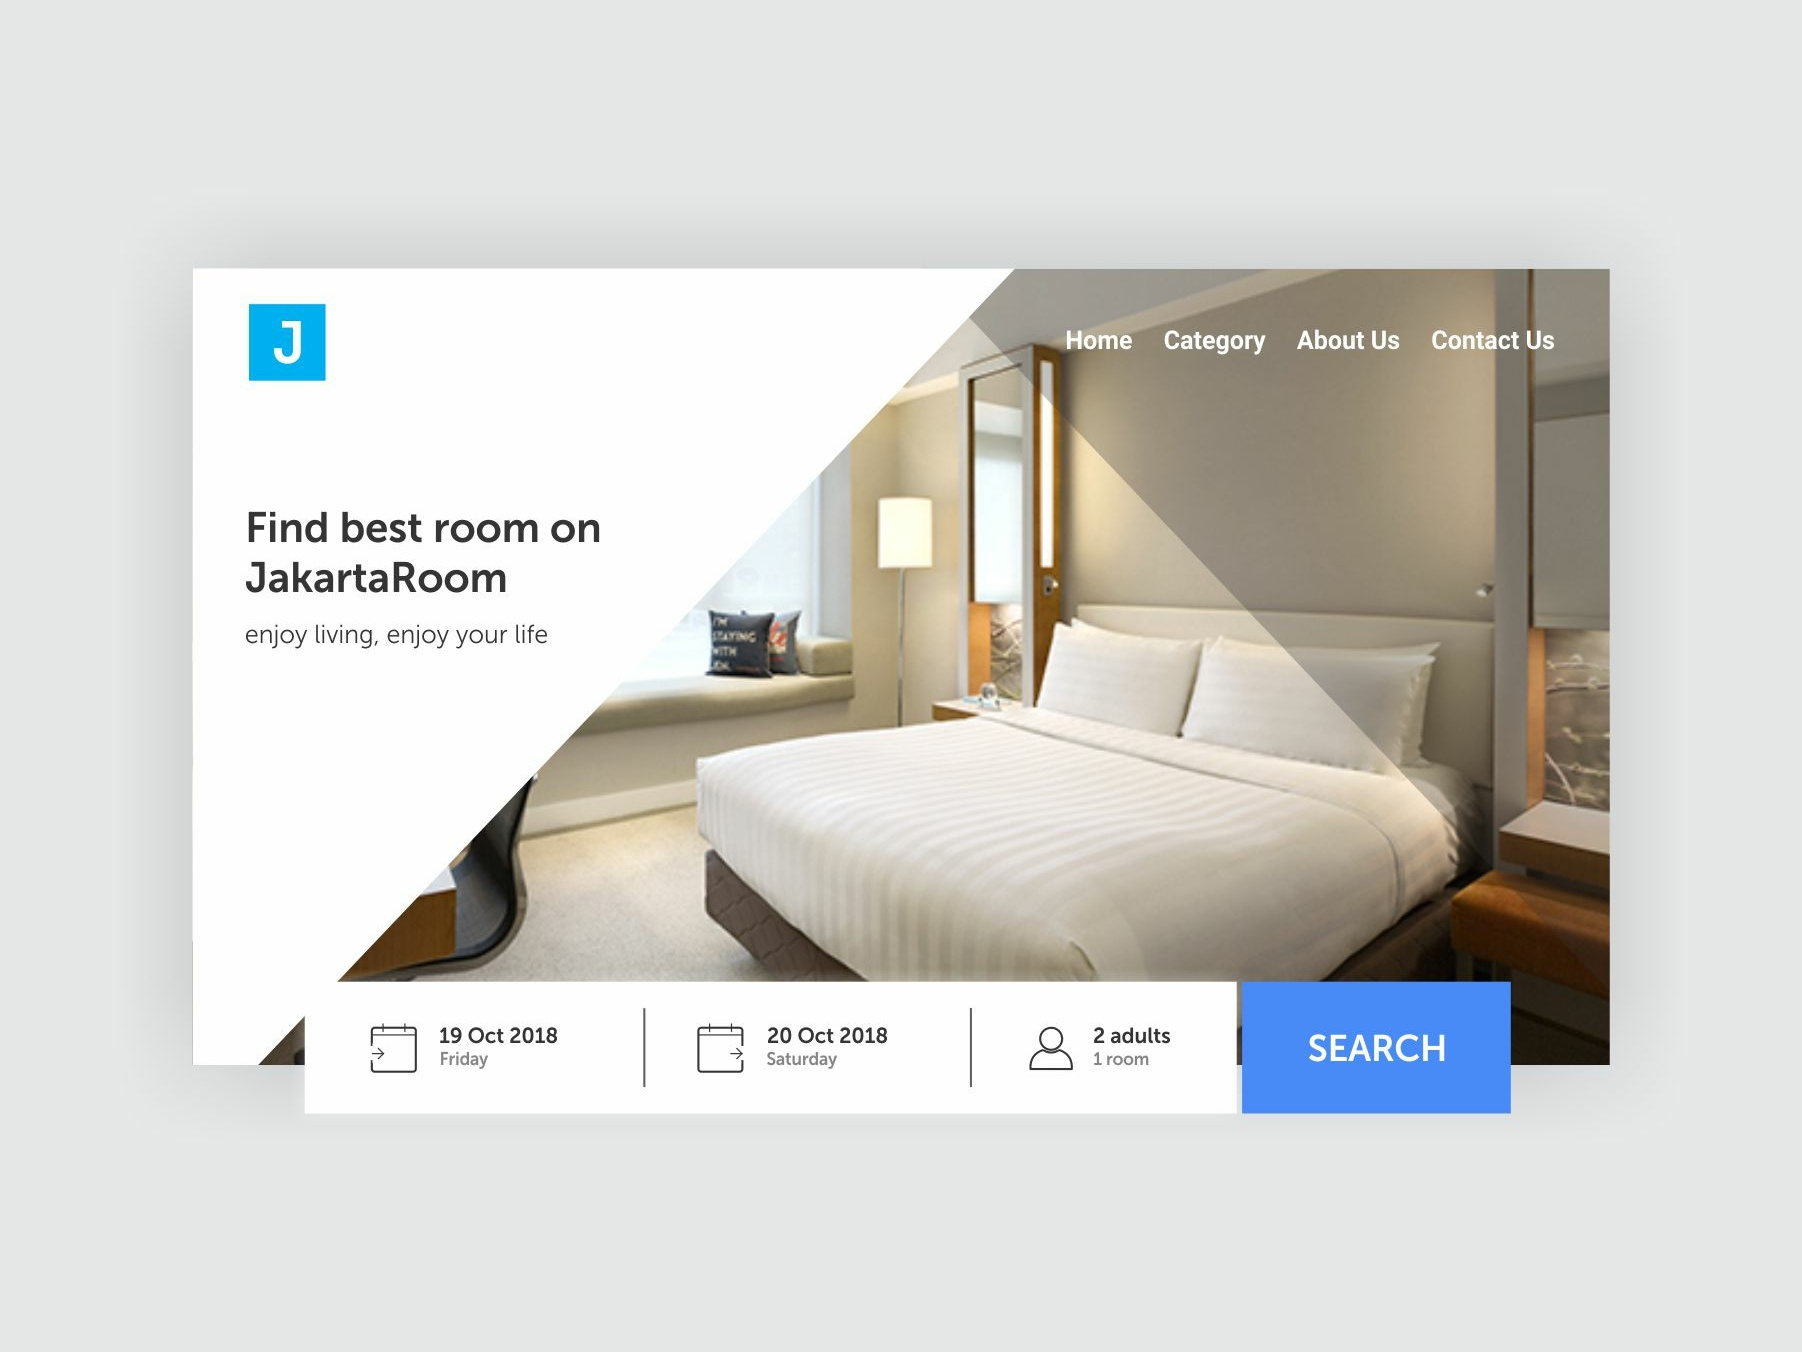 J
Home Category About Us Contact Us
Find best room on
JakartaRoom
enjoy living, enjoy your life
I'M
STAYING
WITH
19 Oct 2018
Friday
20 Oct 2018
Saturday
2 adults
1 room
SEARCH